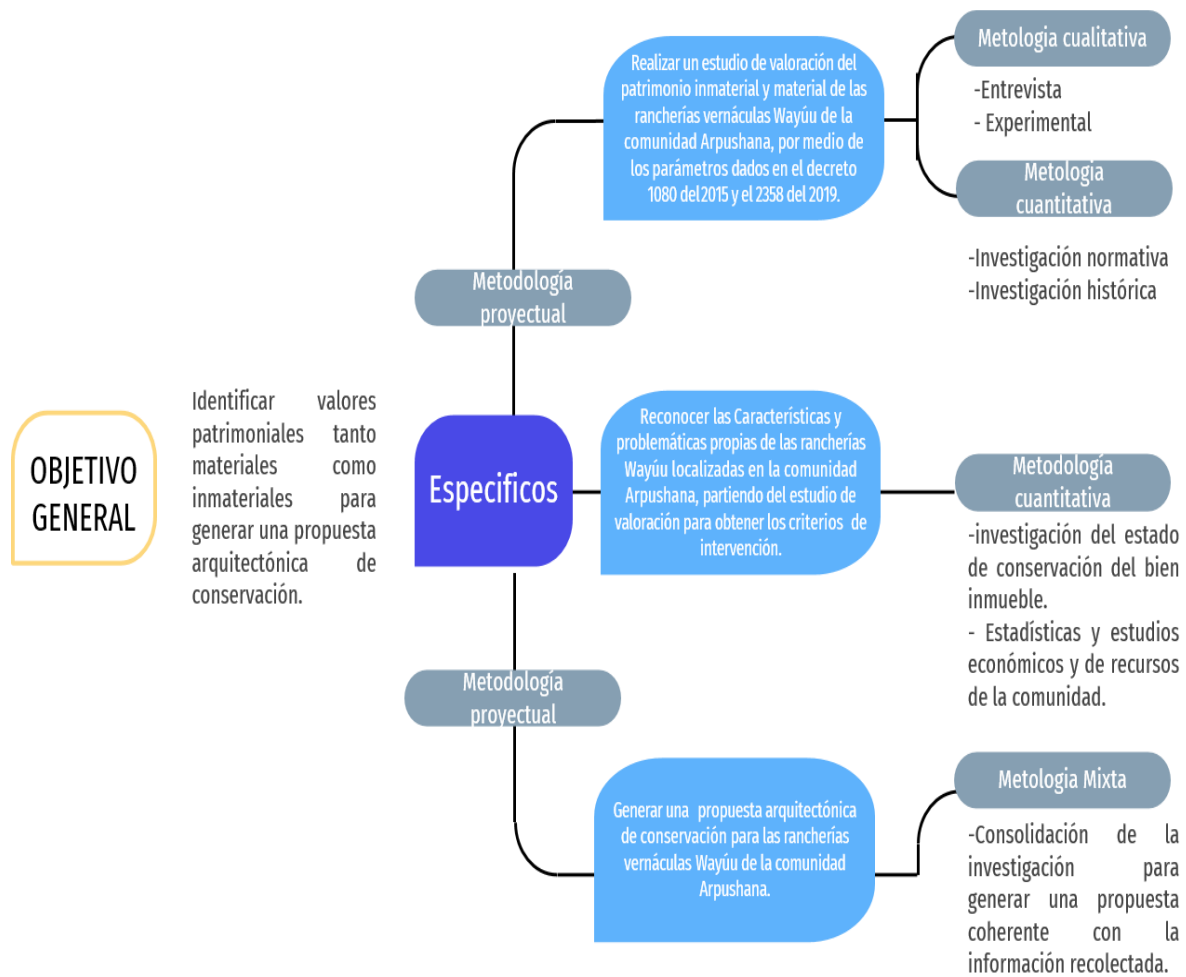 OBJETIVO
GENERAL
Identificar valores
patrimoniales tanto
materiales como
inmateriales para
generar una propuesta
arquitectónica de
conservación.
Especificos
Metodología
proyectual
Realizar un estudio de valoración del
patrimonio inmaterial y material de las
rancherías vernáculas Wayúu de la
comunidad Arpushana, por medio de
los parámetros dados en el decreto
1080 del 2015 y el 2358 del 2019.
Metologia cualitativa
-Entrevista
- Experimental
Metologia
cuantitativa
-Investigación normativa
-Investigación histórica
Reconocer las Características y
problemáticas propias de las rancherías
Wayúu localizadas en la comunidad
Arpushana, partiendo del estudio de
valoración para obtener los criterios de
intervención.
Metodología
cuantitativa
-investigación del estado
de conservación del bien
inmueble.
- Estadísticas y estudios
económicos y de recursos
de la comunidad.
Metodología
proyectual
Generar una propuesta arquitectónica
de conservación para las rancherías
vernáculas Wayúu de la comunidad
Arpushana.
Metologia Mixta
-Consolidación de la
investigación para
generar una propuesta
coherente con la
información recolectada.